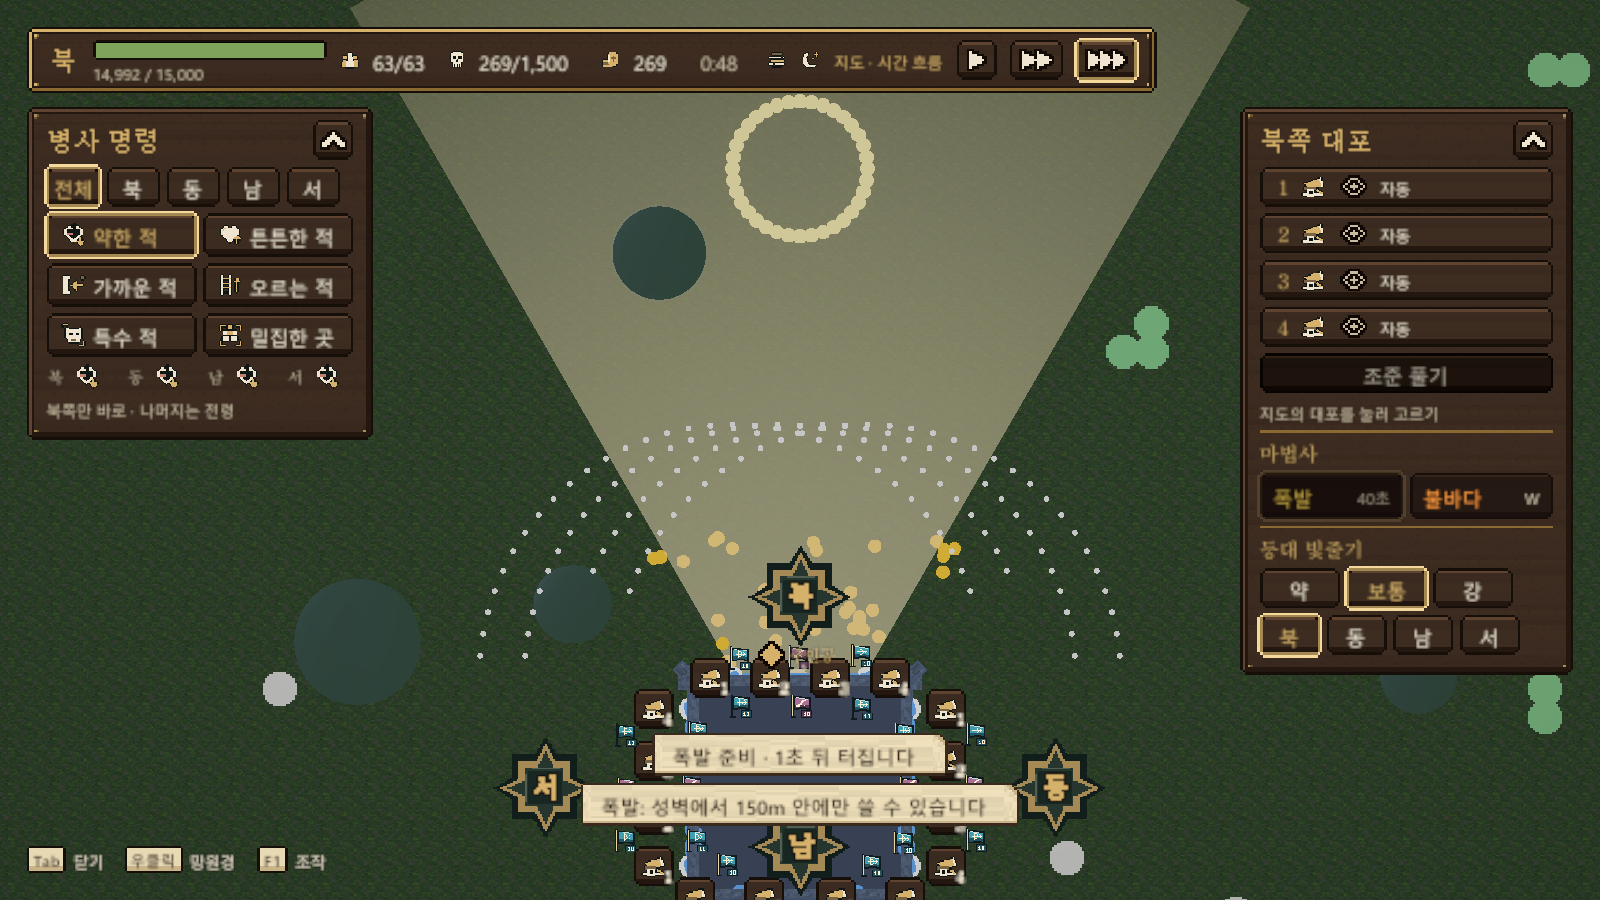 북
14,992 / 15,000
63/63
269/1,500
269
0:48
지도 · 시간 흐름
병사 명령
전체 북 동 남 서
약한 적 튼튼한 적
가까운 적 오르는 적
특수 적 밀집한 곳
북 동 남 서
북쪽만 바로 · 나머지는 전령
북쪽 대포
1 자동
2 자동
3 자동
4 자동
조준 풀기
지도의 대포를 눌러 고르기
마법사
폭발 40초 불바다 W
등대 빛줄기
약 보통 강
북 동 남 서
북
서
동
남
폭발 준비 · 1초 뒤 터집니다
폭발: 성벽에서 150m 안에만 쓸 수 있습니다
Tab 닫기 우클릭 망원경 F1 조작